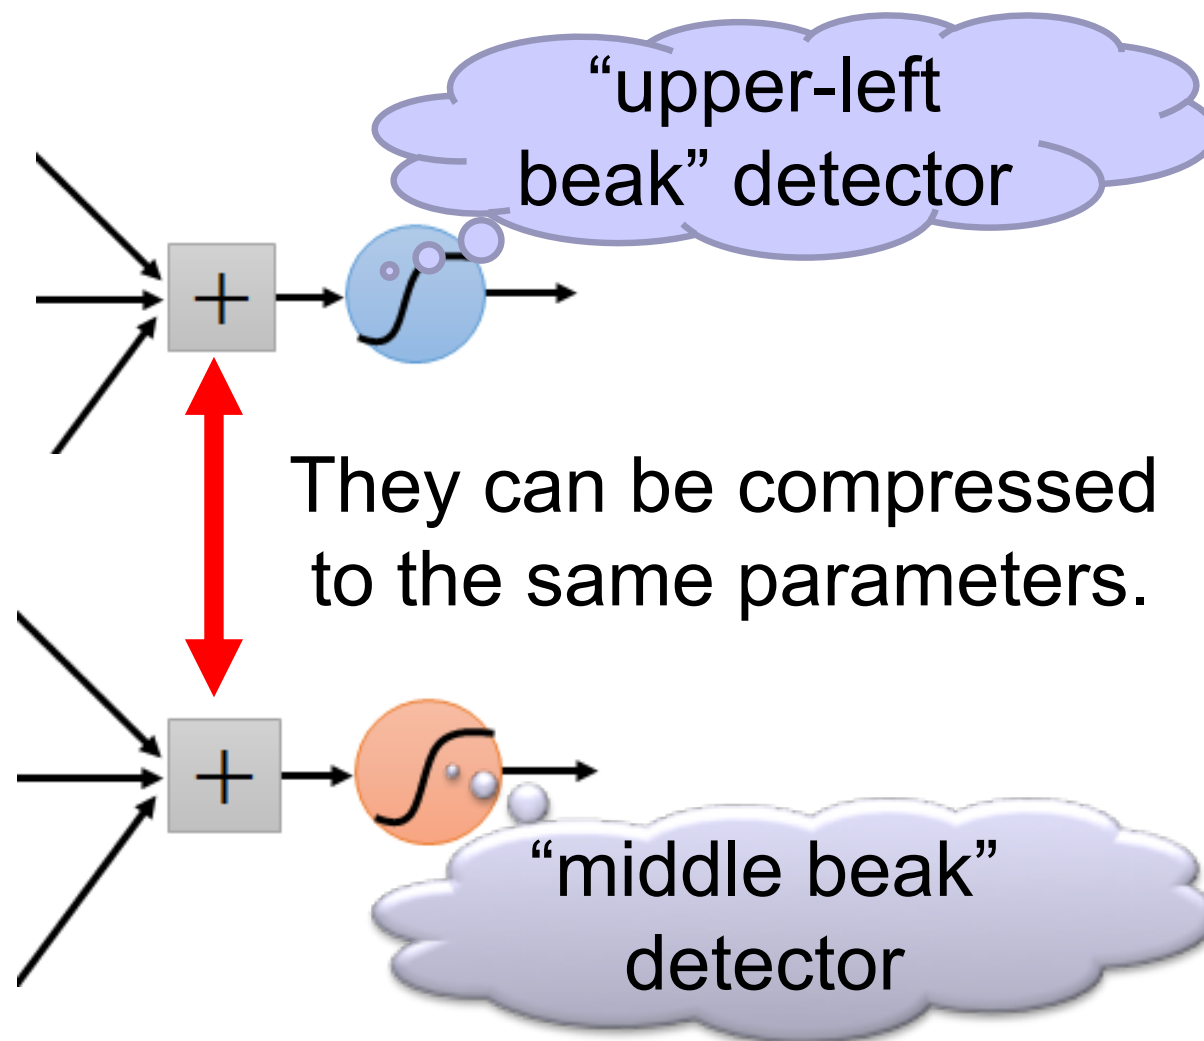 “upper-left
beak” detector
+
They can be compressed
to the same parameters.
+
“middle beak”
detector